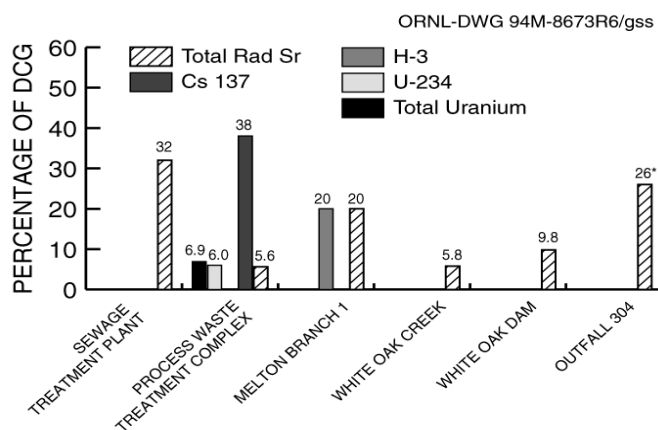 ORNL-DWG 94M-8673R6/gss
Total Rad Sr
Cs 137
H-3
U-234
Total Uranium
PERCENTAGE OF DCG
60
50
40
30
20
10
0
32
6.9
6.0
38
5.6
20
20
5.8
9.8
26*
SEWAGE
TREATMENT PLANT
PROCESS WASTE
TREATMENT COMPLEX
MELTON BRANCH 1
WHITE OAK CREEK
WHITE OAK DAM
OUTFALL 304